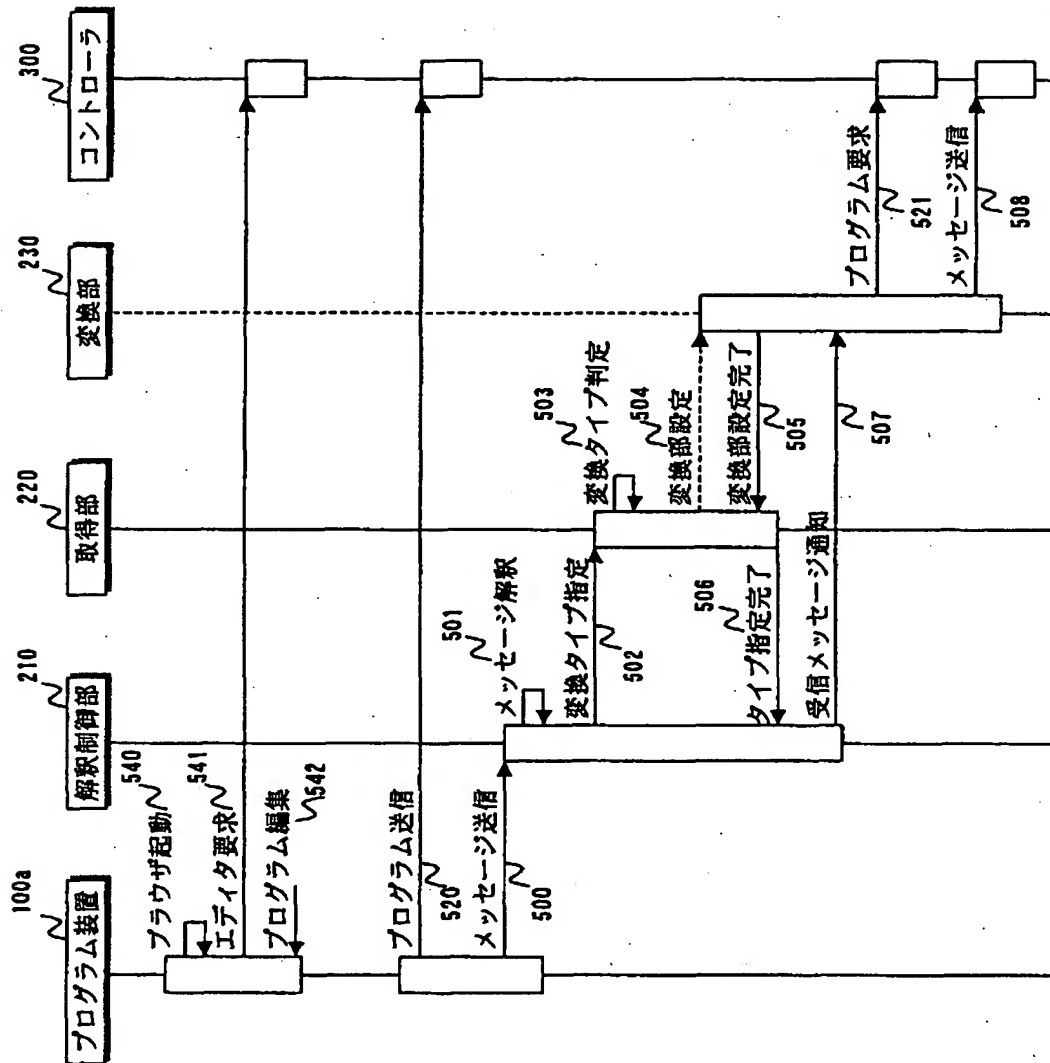 100a
プログラム装置
210
解釈制御部
220
取得部
230
変換部
300
コントローラ
ブラウザ起動
540
エディタ要求
541
プログラム編集
542
プログラム送信
520
メッセージ送信
500
メッセージ解釈
501
変換タイプ指定
502
変換タイプ判定
503
変換部設定
504
変換部設定完了
505
タイプ指定完了
506
受信メッセージ通知
507
プログラム要求
521
メッセージ送信
508